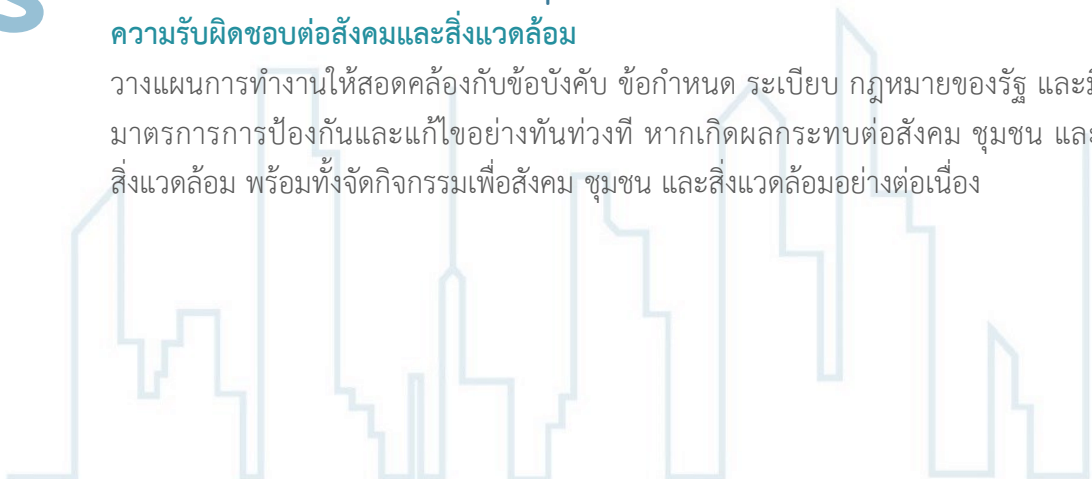 ความรับผิดชอบต่อสังคมและสิ่งแวดล้อม
วางแผนการทำงานให้สอดคล้องกับข้อบังคับ ข้อกำหนด ระเบียบ กฎหมายของรัฐ
มาตรการการป้องกันและแก้ไขอย่างทันท่วงที หากเกิดผลกระทบต่อสังคม ชุมชน
สิ่งแวดล้อม พร้อมทั้งจัดกิจกรรมเพื่อสังคม ชุมชน และสิ่งแวดล้อมอย่างต่อเนื่อง